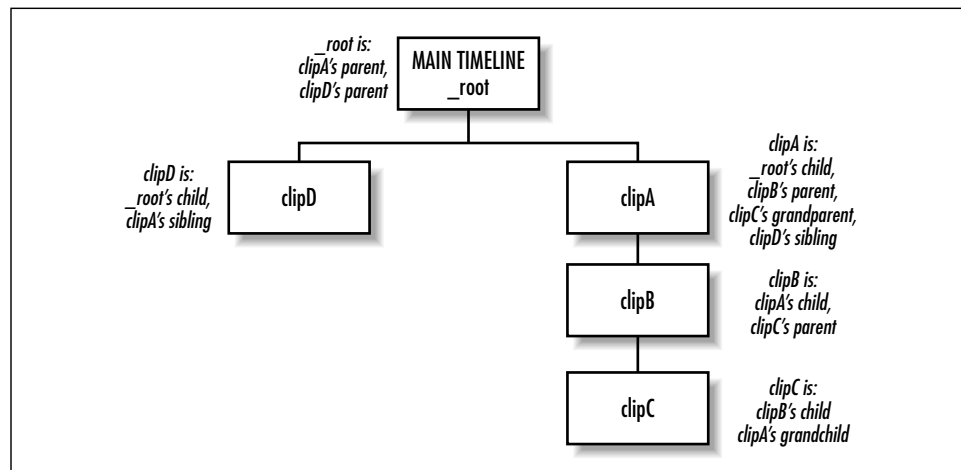 _root is:
clipA's parent,
clipD's parent
MAIN TIMELINE
_root
clipD is:
_root's child,
clipA's sibling
clipD
clipA
clipA is:
_root's child,
clipB's parent,
clipC's grandparent,
clipD's sibling
clipB
clipB is:
clipA's child,
clipC's parent
clipC
clipC is:
clipB's child
clipA's grandchild